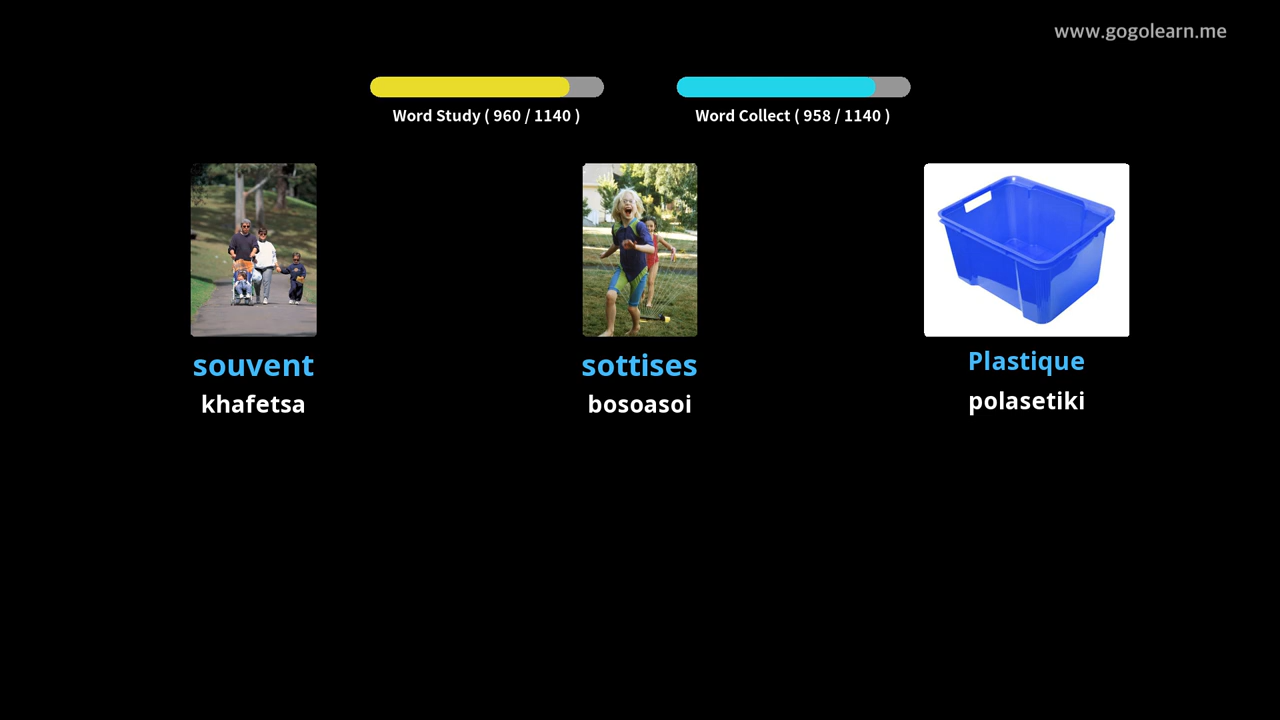 www.gogolearn.me
Word Study ( 960 / 1140 )
Word Collect ( 958 / 1140 )
souvent
khafetsa
sottises
bosoasoi
Plastique
polasetiki